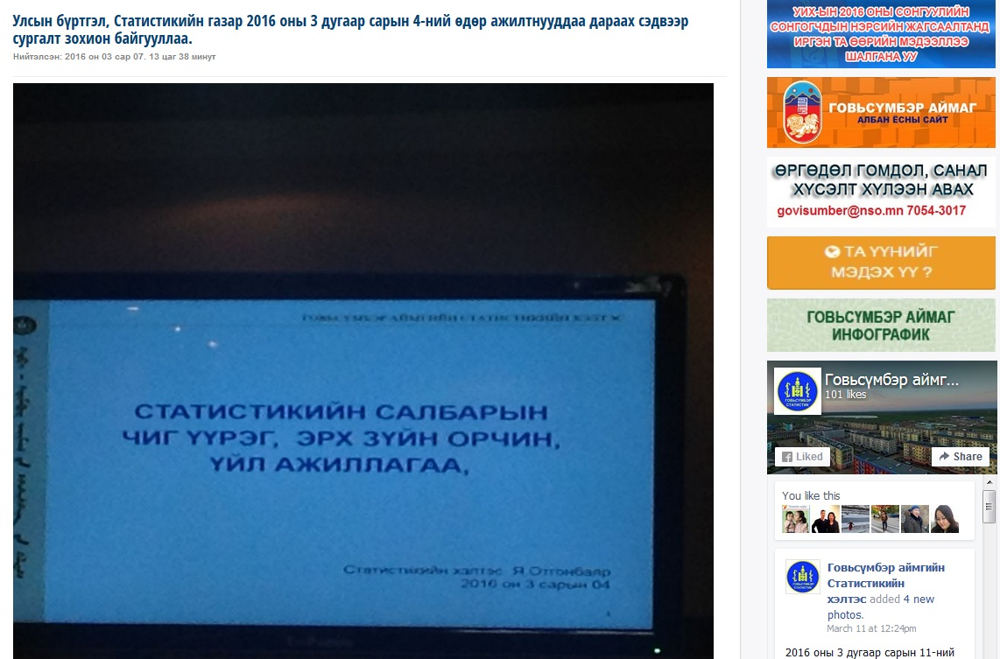 Улсын бүртгэл, Статистикийн газар 2016 оны 3 дугаар сарын 4-ний өдөр ажилтнууддаа дараах сэдвээр
сургалт зохион байгууллаа.
Нийтэлсэн: 2016 он 03 сар 07. 13 цаг 38 минут
ГОВЬСҮМБЭР АЙМГИЙН СТАТИСТИКИЙН ХЭЛТЭС
СТАТИСТИКИЙН САЛБАРЫН
ЧИГ ҮҮРЭГ, ЭРХ ЗҮЙН ОРЧИН,
ҮЙЛ АЖИЛЛАГАА,
Статистикийн хэлтэс Я.Отгонбаяр
2016 он 3 сарын 04
1
УИХ-ЫН 2016 ОНЫ СОНГУУЛИЙН
СОНГОГЧДЫН НЭРСИЙН ЖАГСААЛТАНД
ИРГЭН ТА ӨӨРИЙН МЭДЭЭЛЛЭЭ
ШАЛГАНА УУ
ГОВЬСҮМБЭР АЙМАГ
АЛБАН ЁСНЫ САЙТ
ӨРГӨДӨЛ ГОМДОЛ, САНАЛ
ХҮСЭЛТ ХҮЛЭЭН АВАХ
govisumber@nso.mn 7054-3017
ТА ҮҮНИЙГ
МЭДЭХ ҮҮ ?
ГОВЬСҮМБЭР АЙМАГ
ИНФОГРАФИК
Говьсүмбэр аймг...
101 likes
ГОВЬСҮМБЭР
СТАТИСТИК
Liked
Share
You like this
Говьсүмбэр аймгийн
Статистикийн
хэлтэс added 4 new
photos.
March 11 at 12:24pm
2016 оны 3 дугаар сарын 11-ний